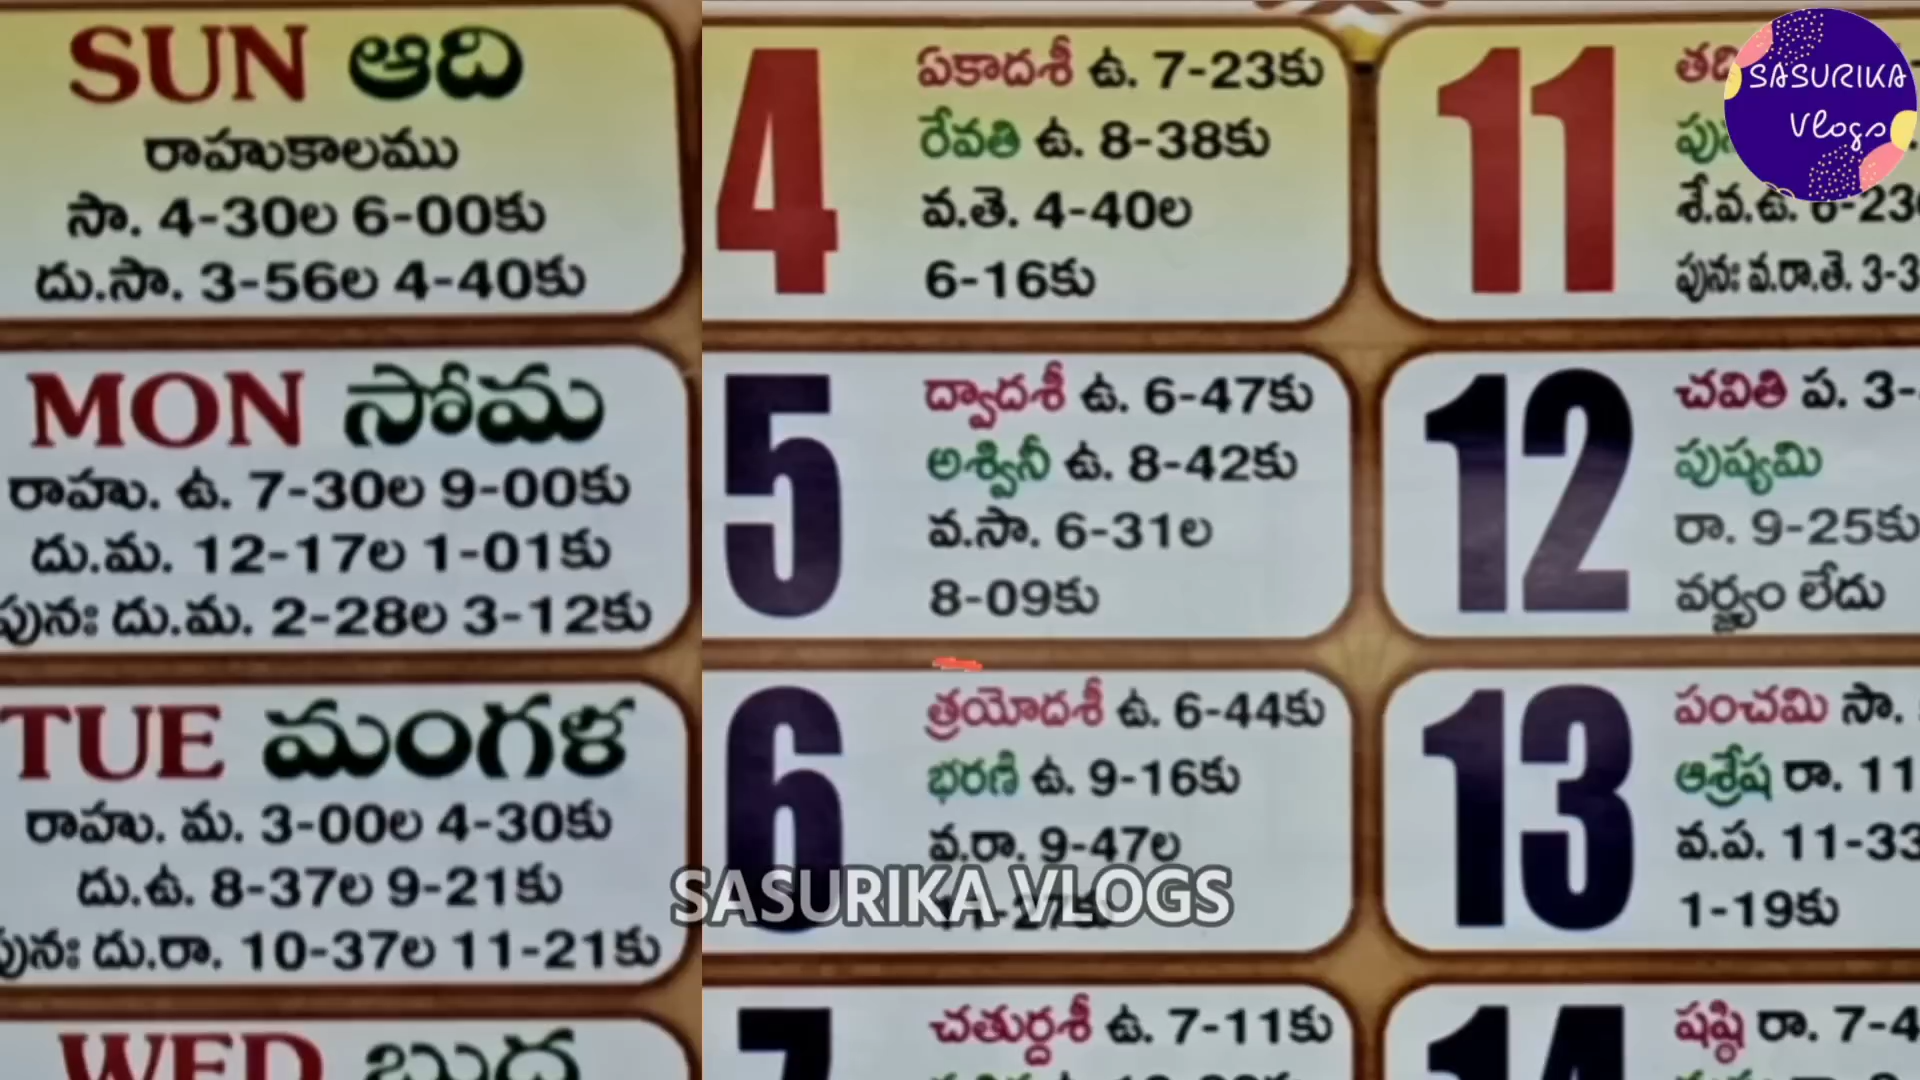 SUN ఆది
రాహుకాలము
సా. 4-30ల 6-00కు
దు.సా. 3-56ల 4-40కు
MON సోమ
రాహు. ఉ. 7-30ల 9-00కు
దు.మ. 12-17ల 1-01కు
పునః దు.మ. 2-28ల 3-12కు
TUE మంగళ
రాహు. మ. 3-00ల 4-30కు
దు.ఉ. 8-37ల 9-21కు
పునః దు.రా. 10-37ల 11-21కు
WED బుధ
4
ఏకాదశీ ఉ. 7-23కు
రేవతి ఉ. 8-38కు
వ.తె. 4-40ల
6-16కు
5
ద్వాదశీ ఉ. 6-47కు
అశ్విని ఉ. 8-42కు
వ.సా. 6-31ల
8-09కు
6
త్రయోదశీ ఉ. 6-44కు
భరణి ఉ. 9-16కు
వ.రా. 9-47ల
11-27కు
7
చతుర్దశీ ఉ. 7-11కు
11
శే.వ.ఉ.
పునః వ.రా.తె.
12
చవితి ప.
పుష్యమి
రా. 9-25కు
వర్జ్యం లేదు
13
పంచమి సా.
ఆశ్రేష రా.
వ.ప.
1-19కు
14
షష్ఠి రా.
SASURIKA
Vlogs
SASURIKA VLOGS